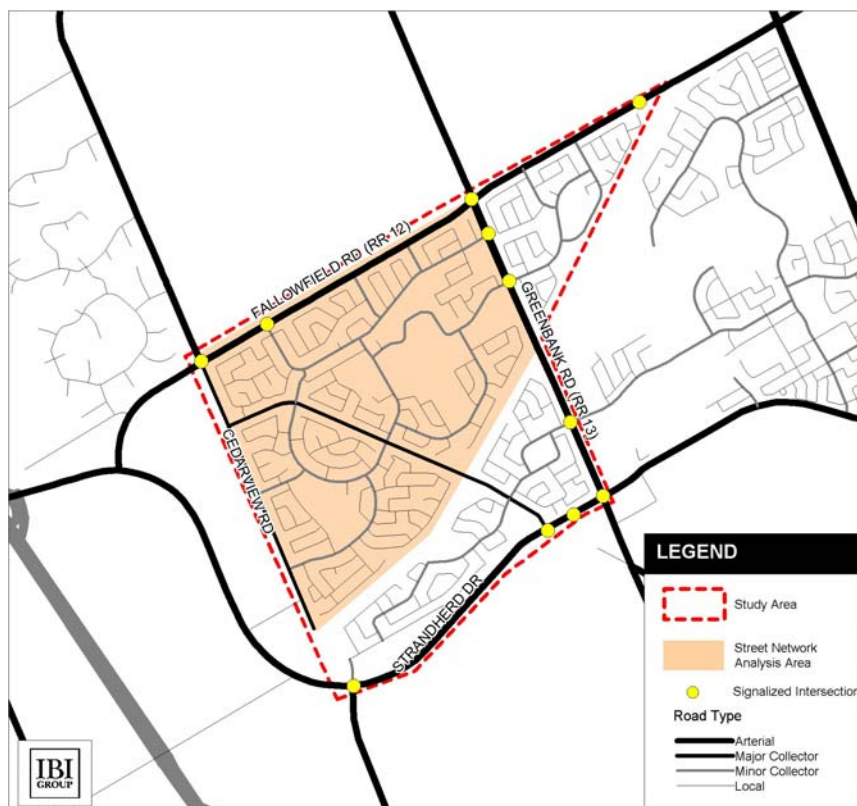 FALLOWFIELD RD (RR 12)
GREENBANK RD (RR 13)
CEDARVIEW RD
STRANDHERD DR
LEGEND
Study Area
Street Network
Analysis Area
Signalized Intersection
Road Type
Arterial
Major Collector
Minor Collector
Local
IBI
GROUP